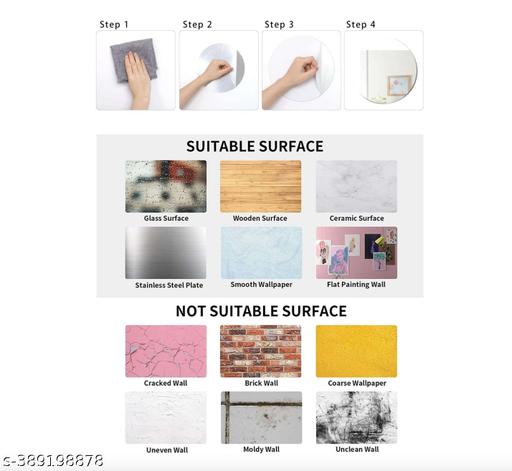 Step 1 Step 2 Step 3 Step 4
SUITABLE SURFACE
Glass Surface Wooden Surface Ceramic Surface
Stainless Steel Plate Smooth Wallpaper Flat Painting Wall
NOT SUITABLE SURFACE
Cracked Wall Brick Wall Coarse Wallpaper
Uneven Wall Moldy Wall Unclean Wall
s-389198878